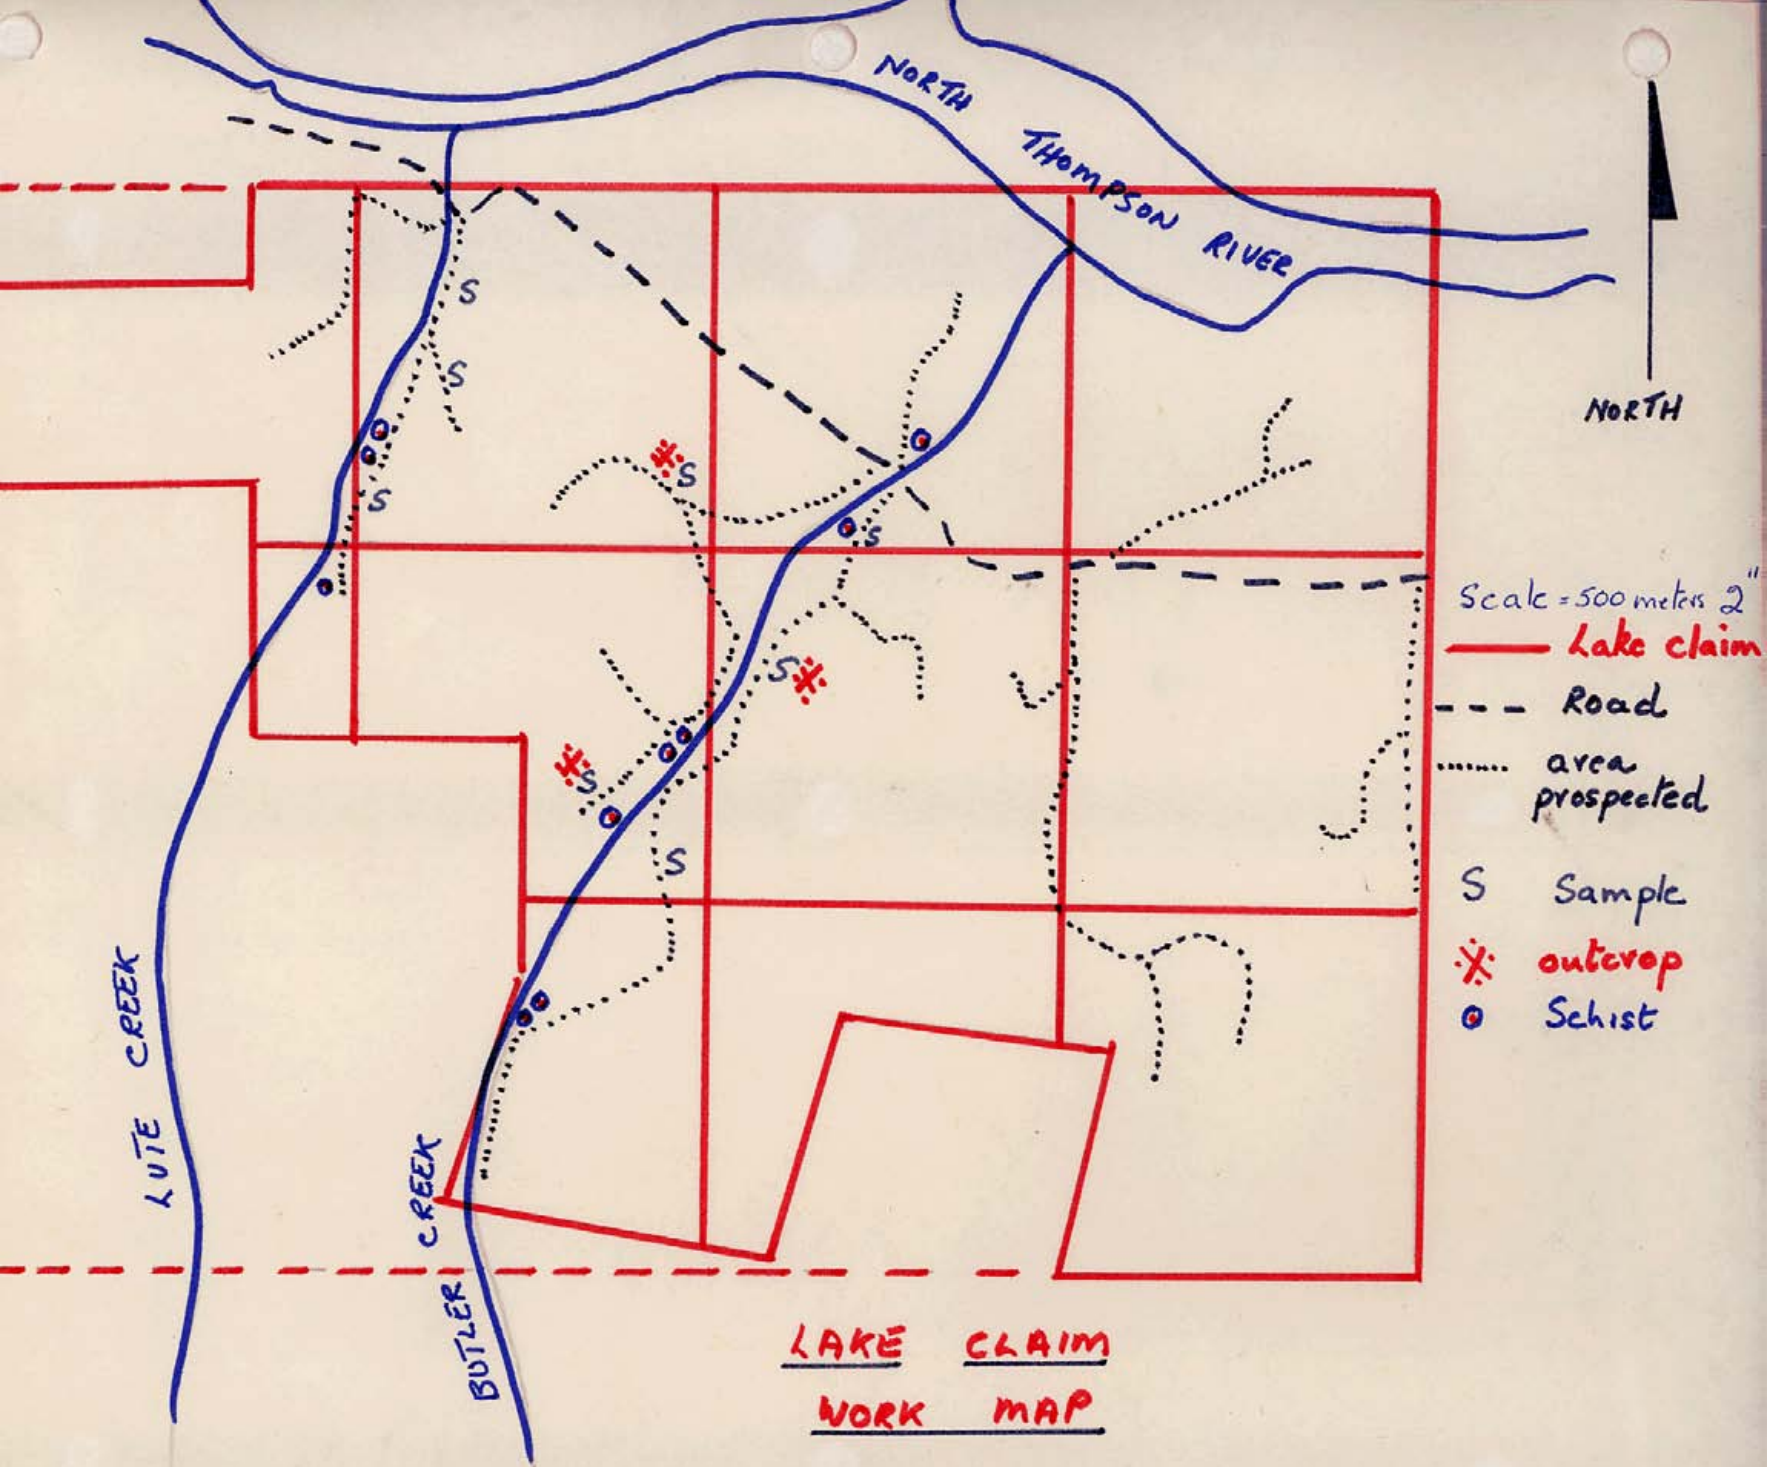 NORTH THOMPSON RIVER
NORTH
S
S
S
S
S
S
S
S
Scale = 500 meters 2"
Lake claim
Road
area
prospected
S Sample
outcrop
Schist
LUTE CREEK
BUTLER CREEK
LAKE CLAIM
WORK MAP